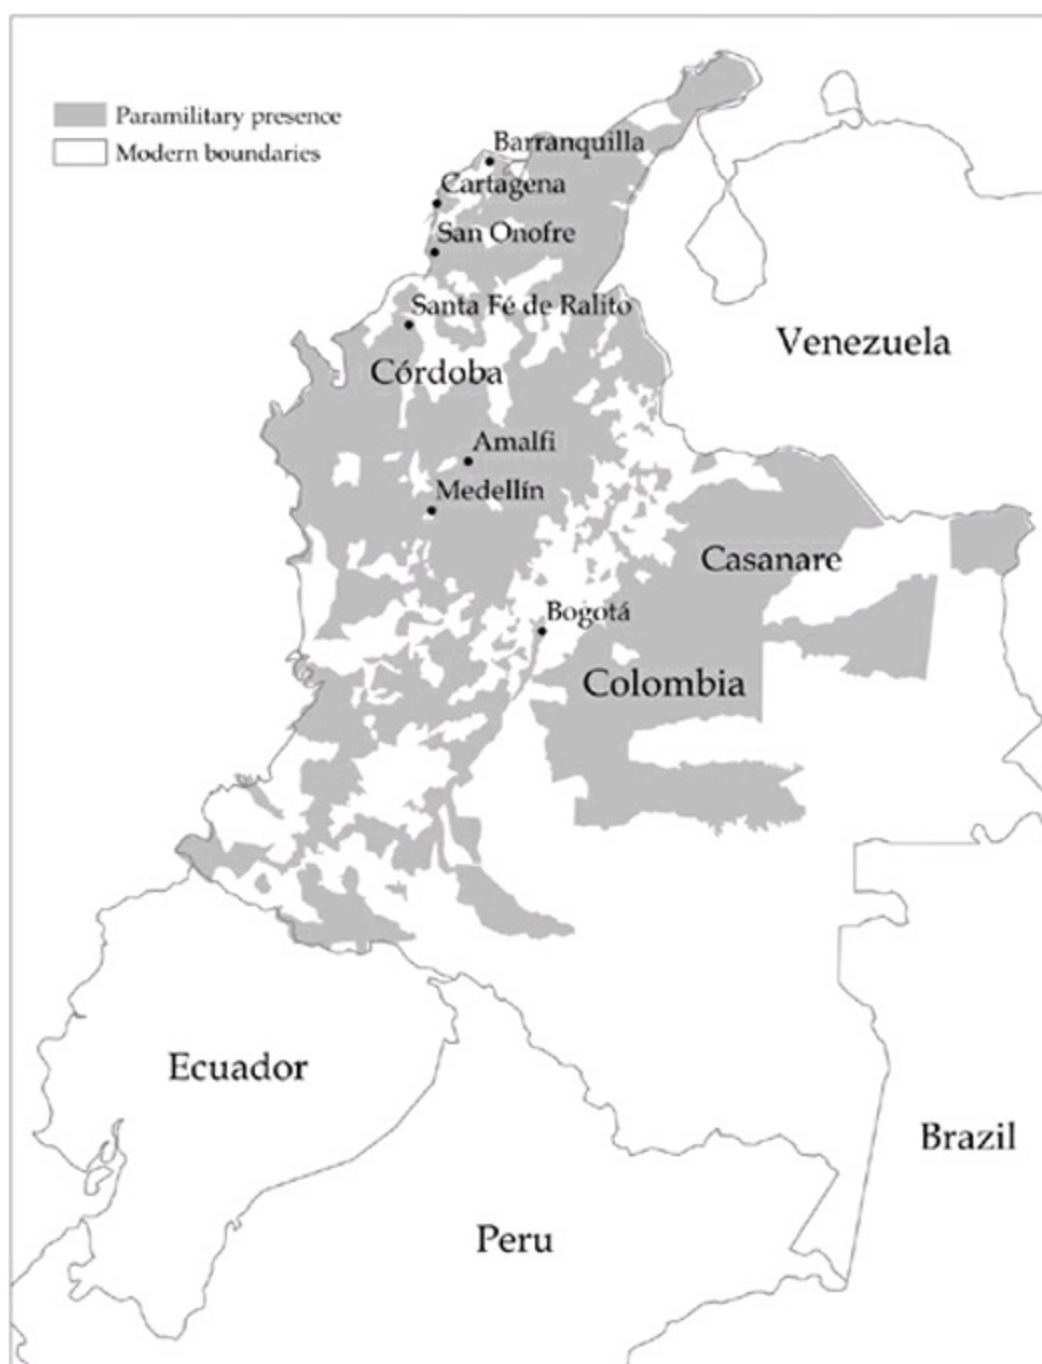 Paramilitary presence
Modern boundaries
Barranquilla
Cartagena
San Onofre
Santa Fé de Ralito
Venezuela
Córdoba
Amalfi
Medellín
Casanare
Bogotá
Colombia
Ecuador
Brazil
Peru